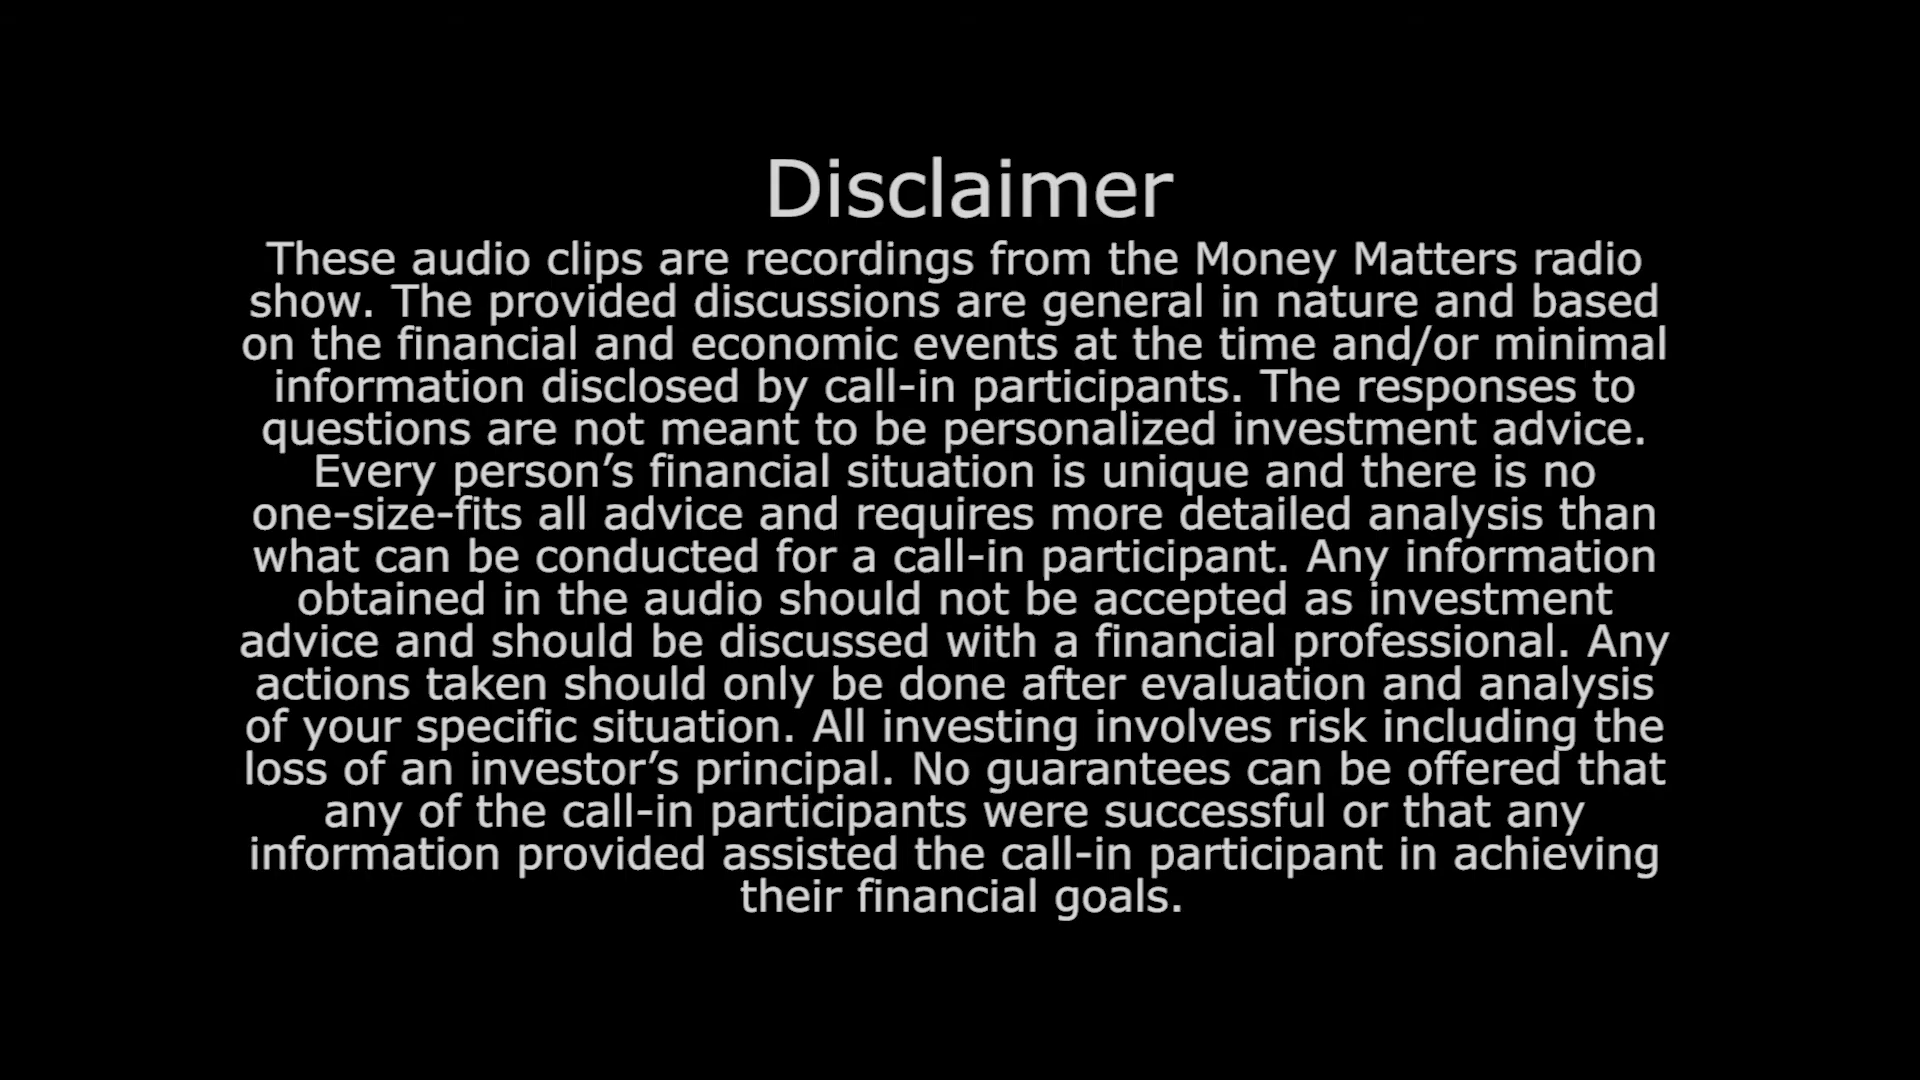 Disclaimer
These audio clips are recordings from the Money Matters radio
show. The provided discussions are general in nature and based
on the financial and economic events at the time and/or minimal
information disclosed by call-in participants. The responses to
questions are not meant to be personalized investment advice.
Every person’s financial situation is unique and there is no
one-size-fits all advice and requires more detailed analysis than
what can be conducted for a call-in participant. Any information
obtained in the audio should not be accepted as investment
advice and should be discussed with a financial professional. Any
actions taken should only be done after evaluation and analysis
of your specific situation. All investing involves risk including the
loss of an investor’s principal. No guarantees can be offered that
any of the call-in participants were successful or that any
information provided assisted the call-in participant in achieving
their financial goals.